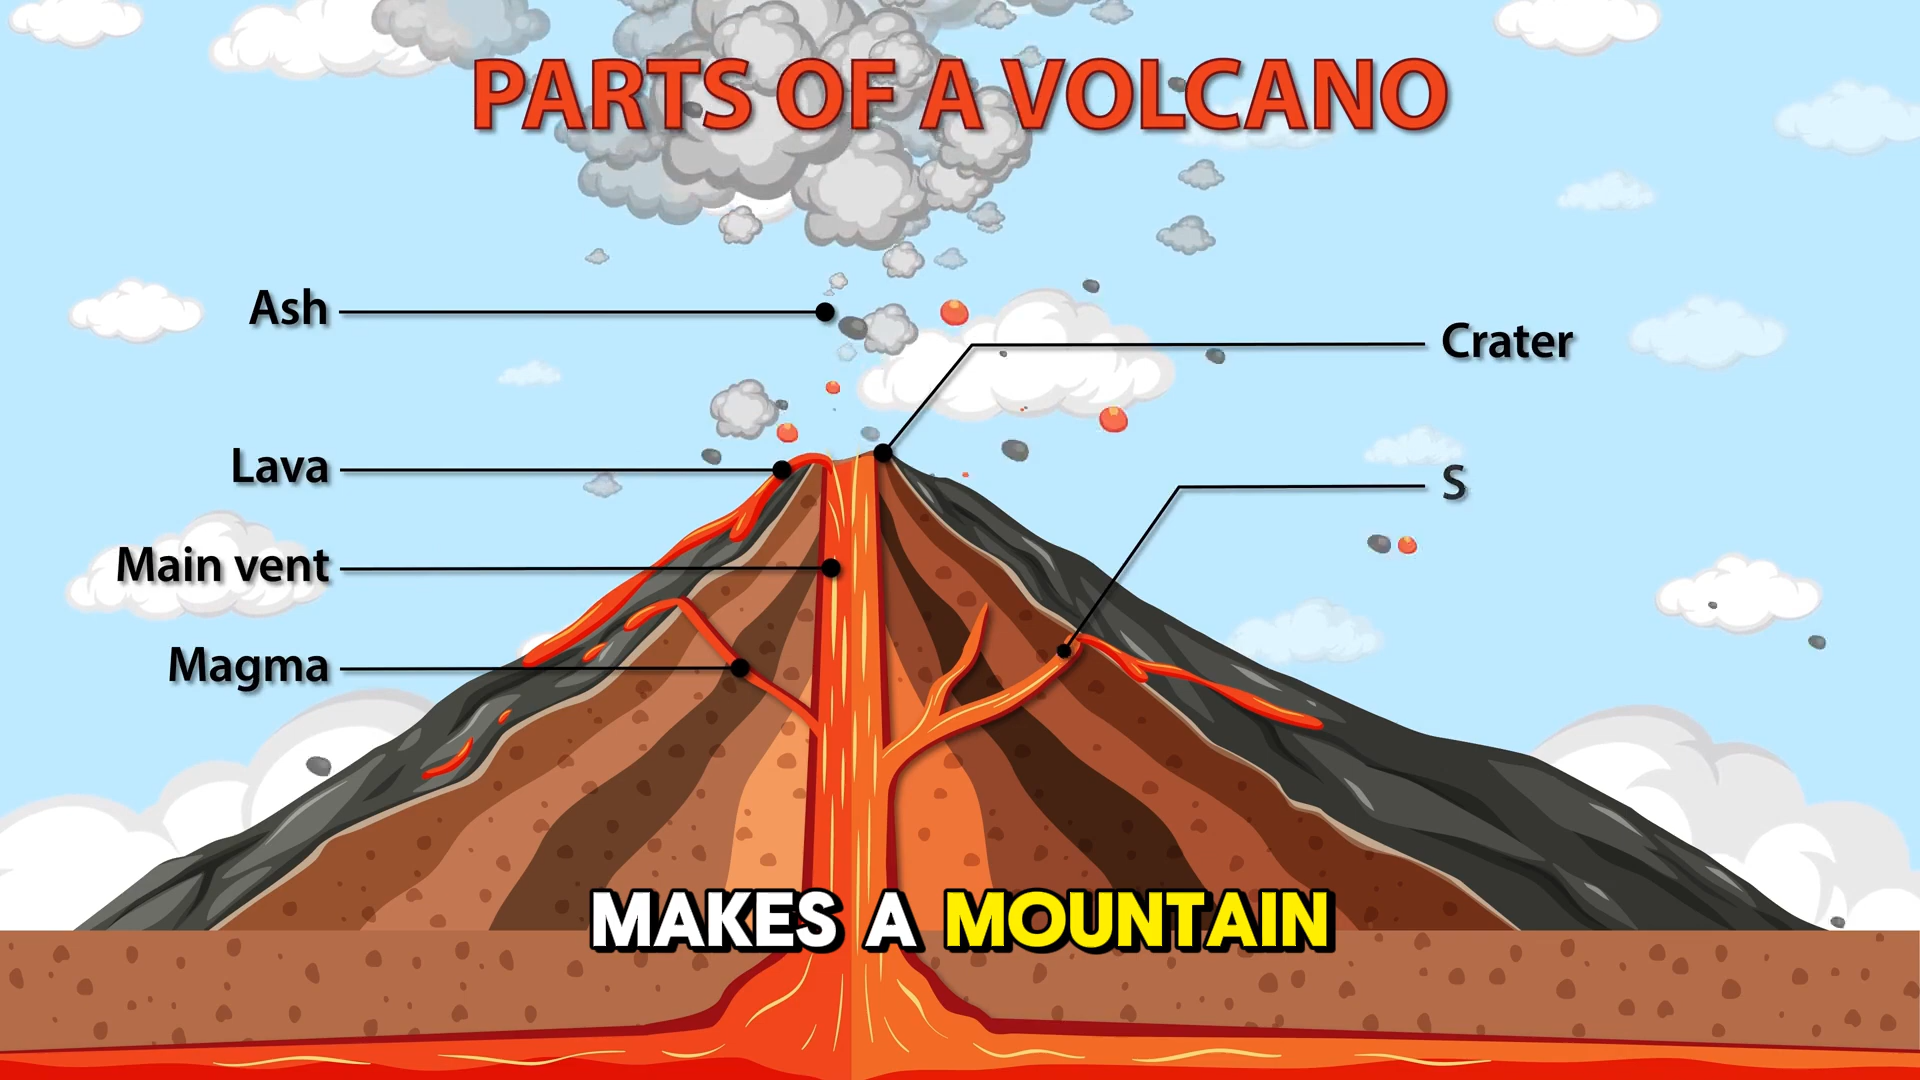 PARTS OF A VOLCANO
Ash
Crater
Lava
S
Main vent
Magma
MAKES A MOUNTAIN